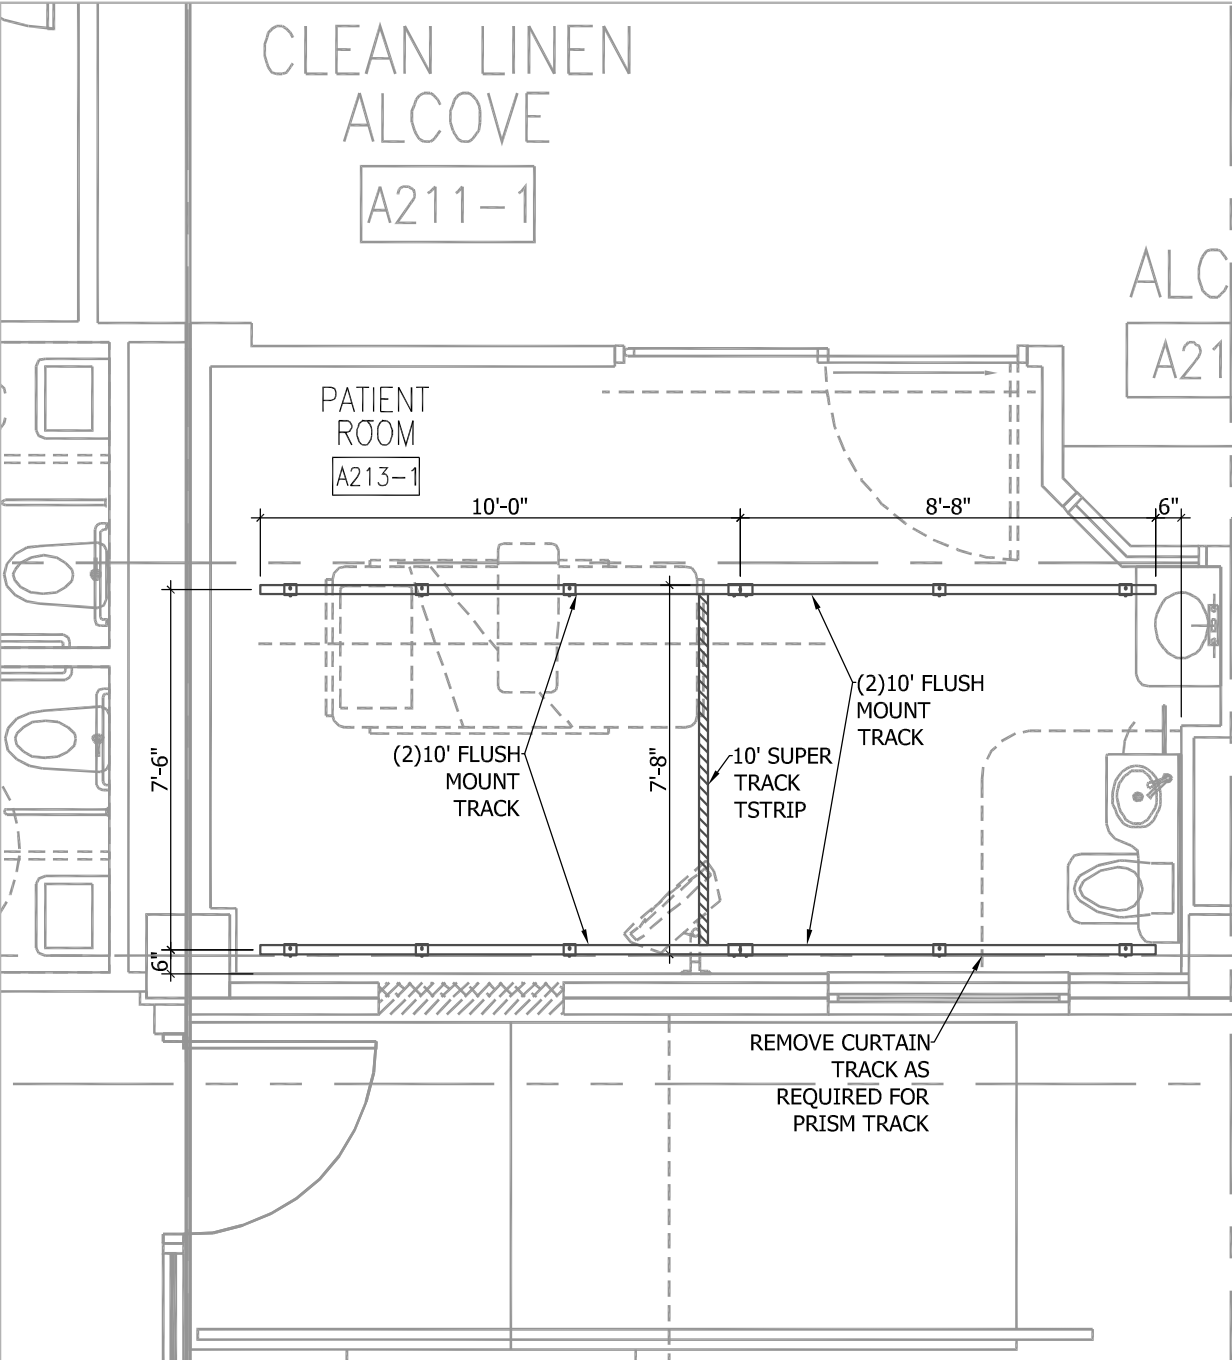 CLEAN LINEN
ALCOVE
A211-1
ALC
A21
PATIENT
ROOM
A213-1
10'-0"
8'-8"
6"
(2)10' FLUSH
MOUNT
TRACK
(2)10' FLUSH
MOUNT
TRACK
7'-6"
7'-8"
10' SUPER
TRACK
TSTRIP
6"
REMOVE CURTAIN
TRACK AS
REQUIRED FOR
PRISM TRACK